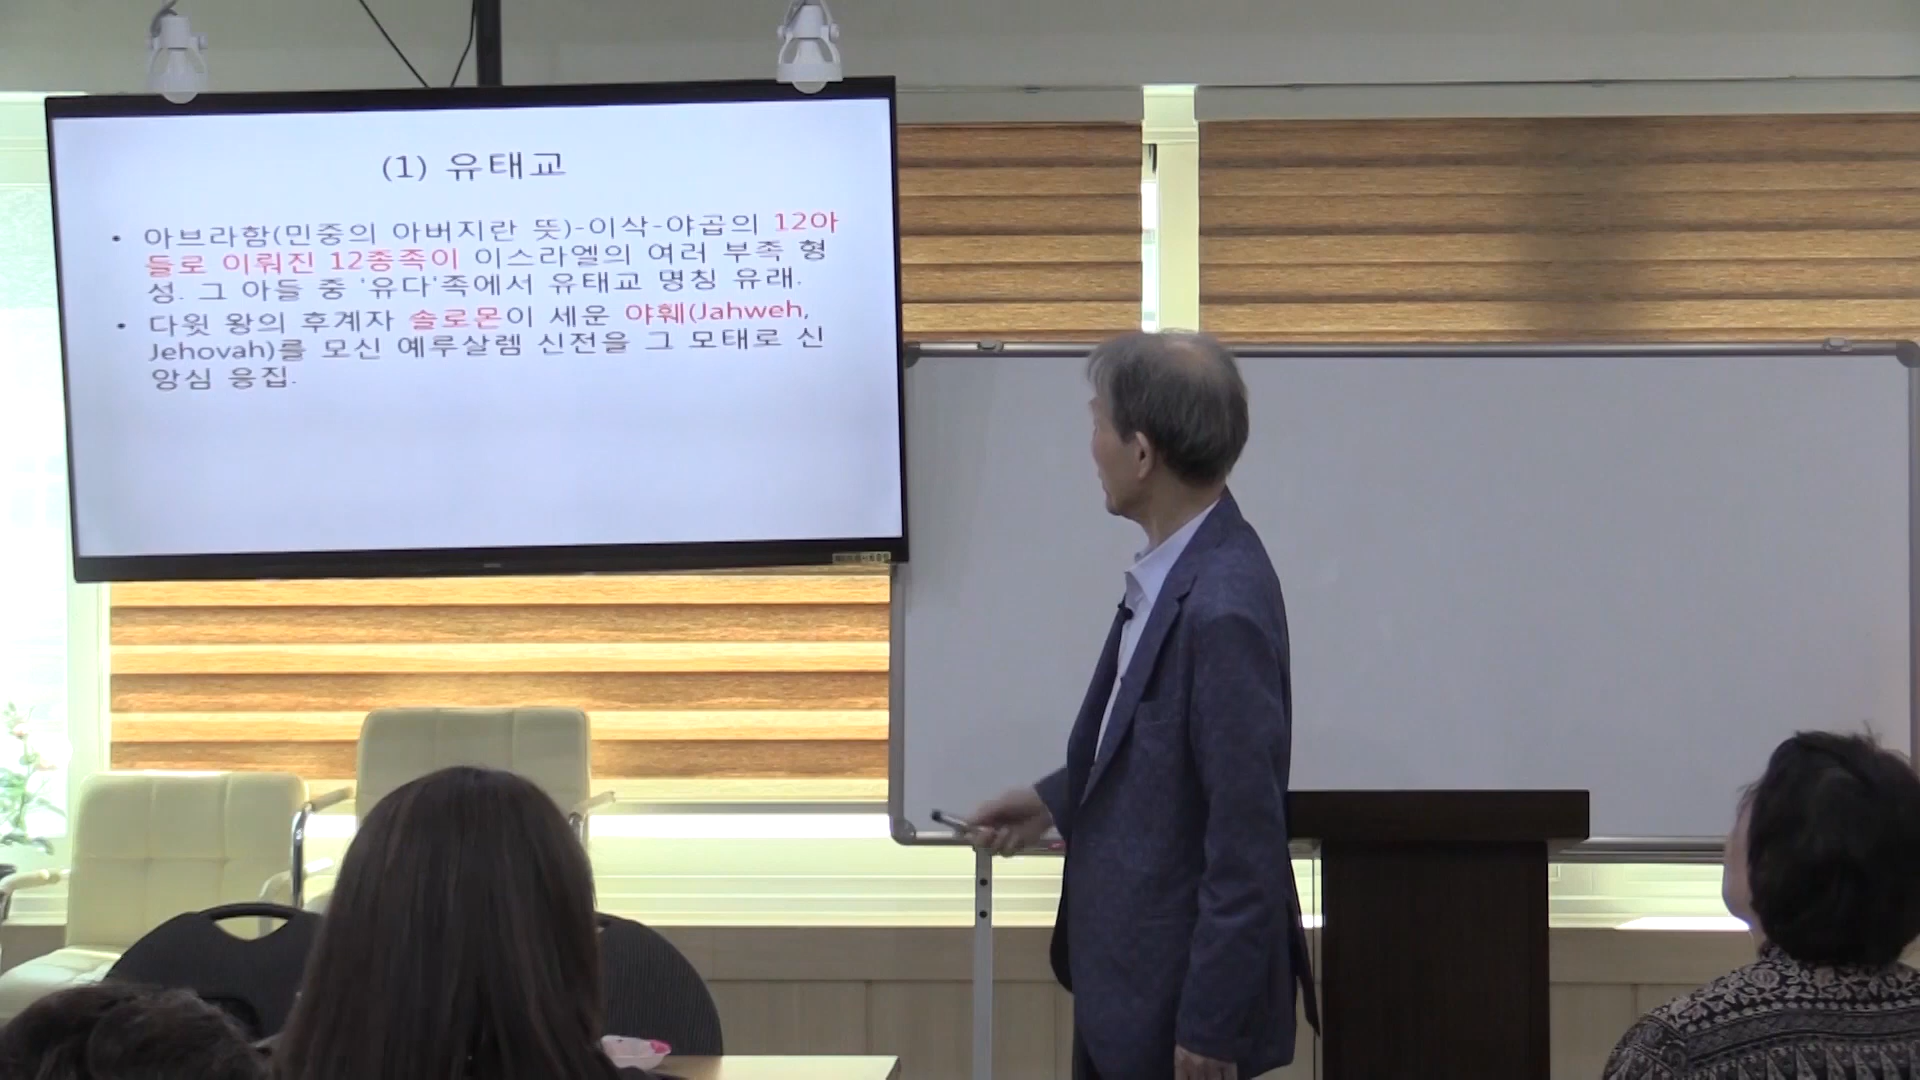 (1) 유태교
• 아브라함(민중의 아버지란 뜻)-이삭-야곱의 12아
들로 이뤄진 12종족이 이스라엘의 여러 부족 형
성. 그 아들 중 '유다'족에서 유태교 명칭 유래.
• 다윗 왕의 후계자 솔로몬이 세운 야훼(Jahweh,
Jehovah)를 모신 예루살렘 신전을 그 모태로 신
앙심 응집.